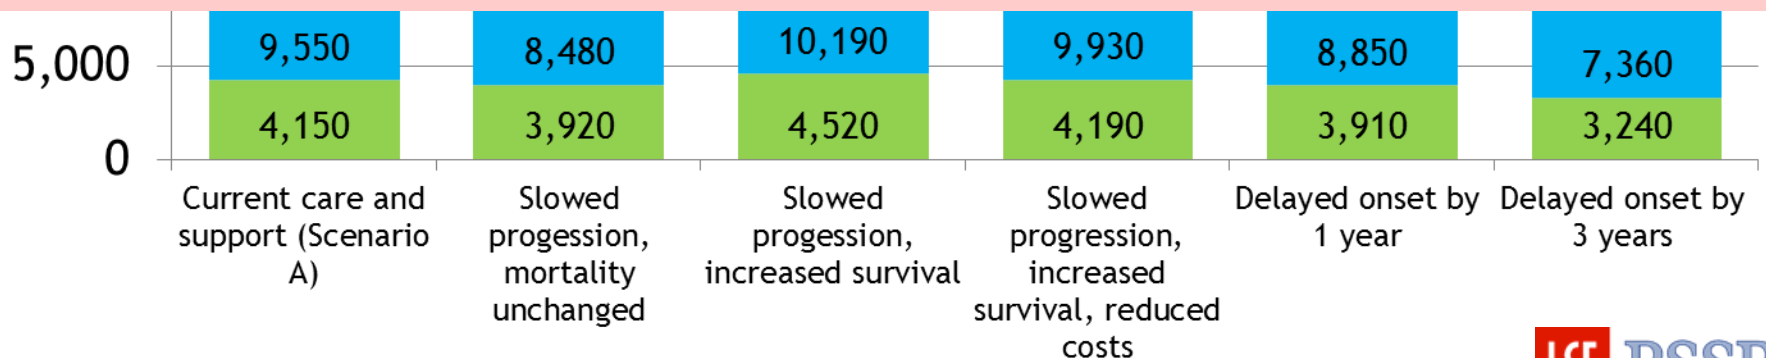 5,000
9,550
8,480
10,190
9,930
8,850
7,360
0
4,150
3,920
4,520
4,190
3,910
3,240
Current care and
support (Scenario
A)
Slowed
progession,
mortality
unchanged
Slowed
progession,
increased survival
Slowed
progression,
increased
survival, reduced
costs
Delayed onset by
1 year
Delayed onset by
3 years